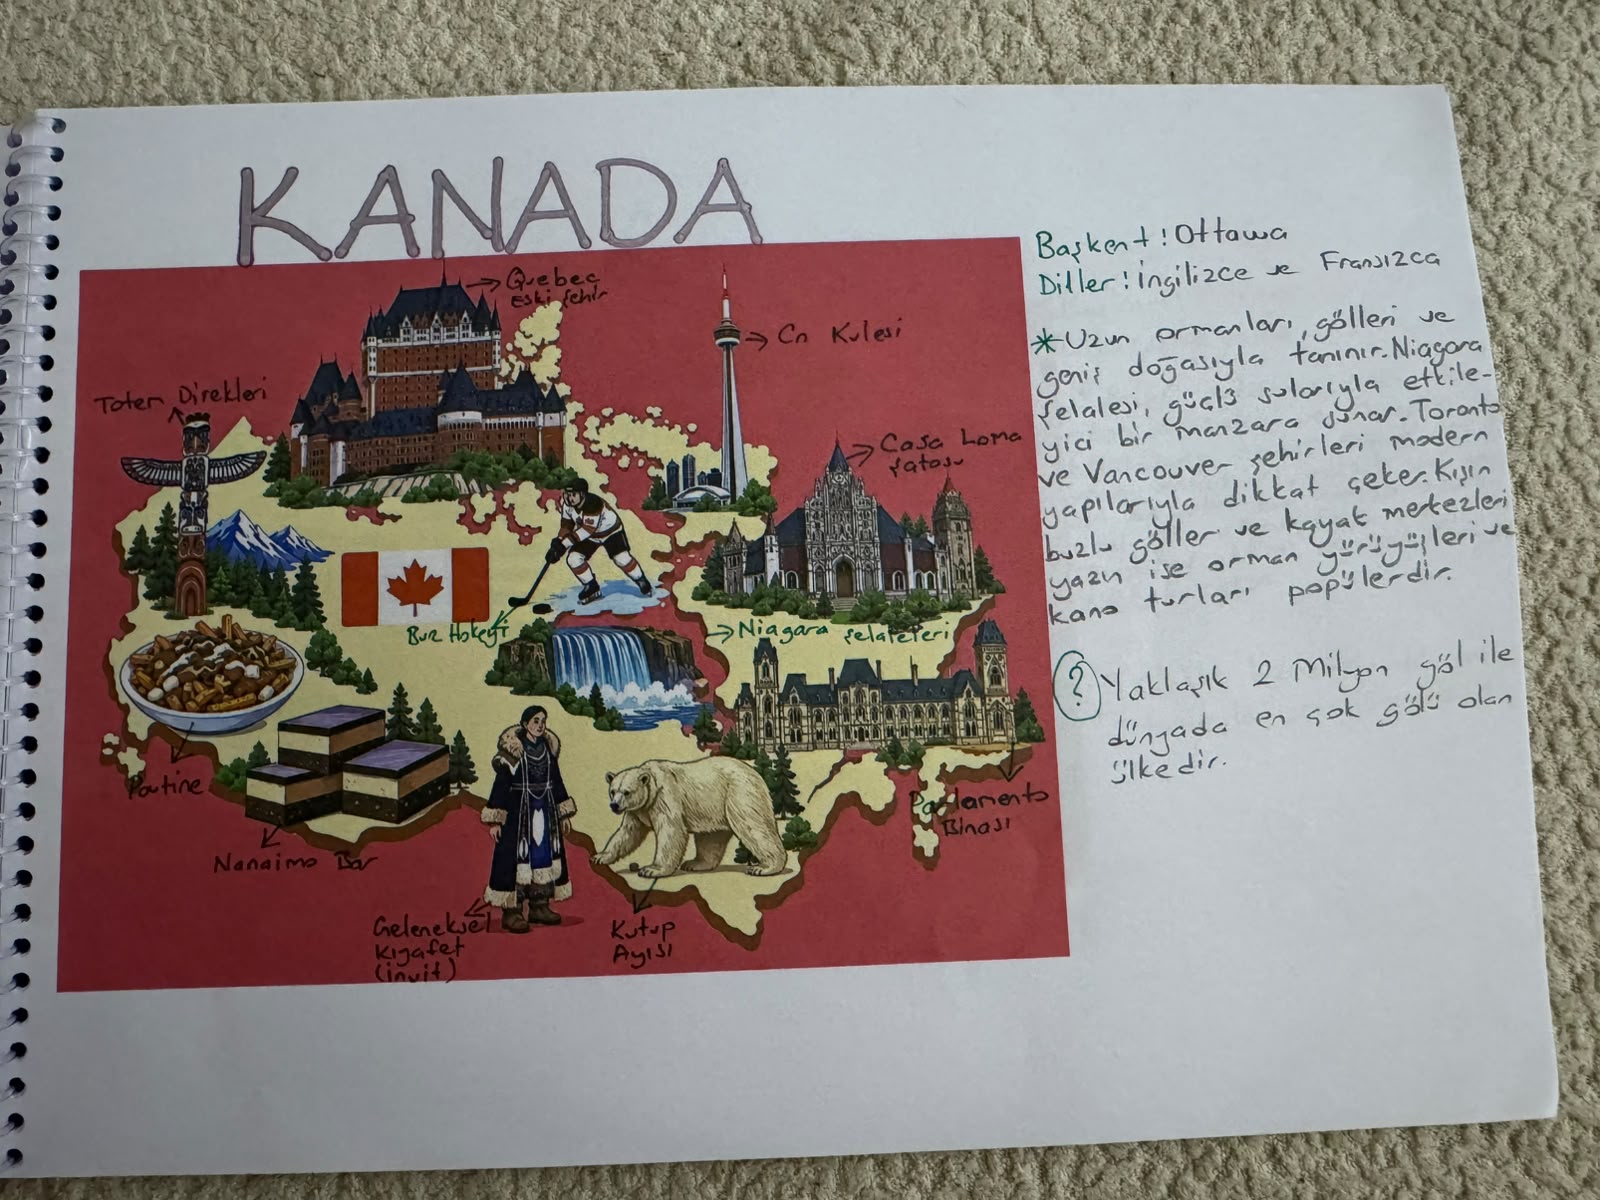 KANADA
Quebec
Eski Şehir
Cn Kulesi
Totem Direkleri
Casa Loma
Şatosu
Buz Hokeyi
Niagara Şelaleleri
Poutine
Nanaimo Bar
Parlamento
Binası
Geleneksel
Kıyafet
(inuit)
Kutup
Ayısı
Başkent: Ottawa
Diller: İngilizce ve Fransızca
* Uzun ormanları, gölleri ve
geniş doğasıyla tanınır. Niagara
Şelalesi, güçlü sularıyla etkile-
yici bir manzara sunar. Toronto
ve Vancouver şehirleri modern
yapılarıyla dikkat çeker. Kışın
buzlu göller ve kayak merkezleri
yazın ise orman yürüyüşleri ve
kano turları popülerdir.
? Yaklaşık 2 Milyon göl ile
dünyada en çok gölü olan
ülkedir.